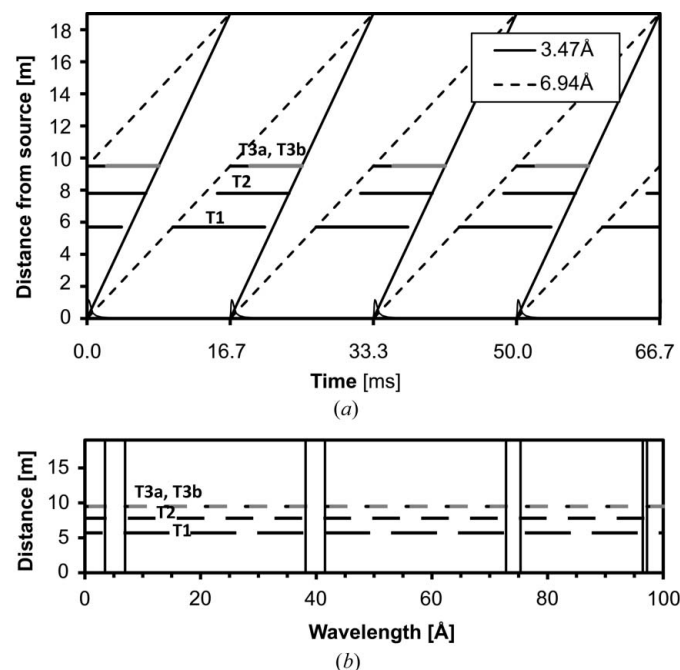 18
16
14
12
10
8
6
4
2
0
Distance from source [m]
3.47Å
6.94Å
T3a, T3b
T2
T1
0.0 16.7 33.3 50.0 66.7
Time [ms]
(a)
15
10
5
0
Distance [m]
T3a, T3b
T2
T1
0 20 40 60 80 100
Wavelength [Å]
(b)